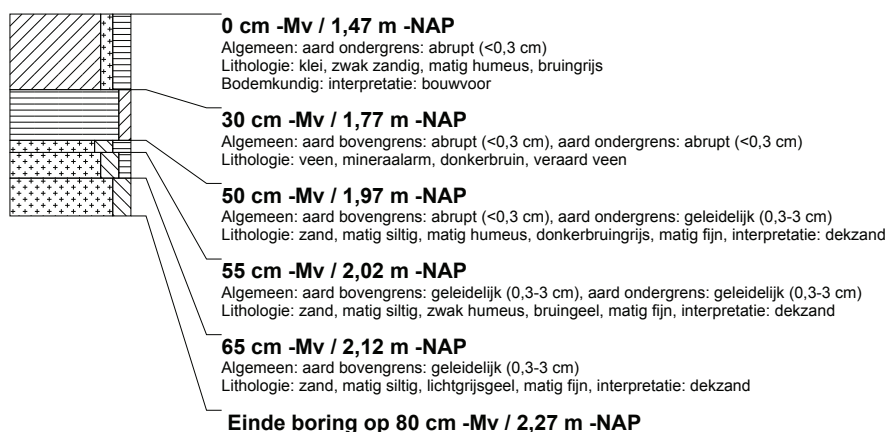 0 cm -Mv / 1,47 m -NAP
Algemeen: aard ondergrens: abrupt (<0,3 cm)
Lithologie: klei, zwak zandig, matig humeus, bruingrijs
Bodemkundig: interpretatie: bouwvoor
30 cm -Mv / 1,77 m -NAP
Algemeen: aard bovengrens: abrupt (<0,3 cm), aard ondergrens: abrupt (<0,3 cm)
Lithologie: veen, mineraalarm, donkerbruin, veraard veen
50 cm -Mv / 1,97 m -NAP
Algemeen: aard bovengrens: abrupt (<0,3 cm), aard ondergrens: geleidelijk (0,3-3 cm)
Lithologie: zand, matig siltig, matig humeus, donkerbruingrijs, matig fijn, interpretatie: dekzand
55 cm -Mv / 2,02 m -NAP
Algemeen: aard bovengrens: geleidelijk (0,3-3 cm), aard ondergrens: geleidelijk (0,3-3 cm)
Lithologie: zand, matig siltig, zwak humeus, bruingeel, matig fijn, interpretatie: dekzand
65 cm -Mv / 2,12 m -NAP
Algemeen: aard bovengrens: geleidelijk (0,3-3 cm)
Lithologie: zand, matig siltig, lichtgrijsgeel, matig fijn, interpretatie: dekzand
Einde boring op 80 cm -Mv / 2,27 m -NAP